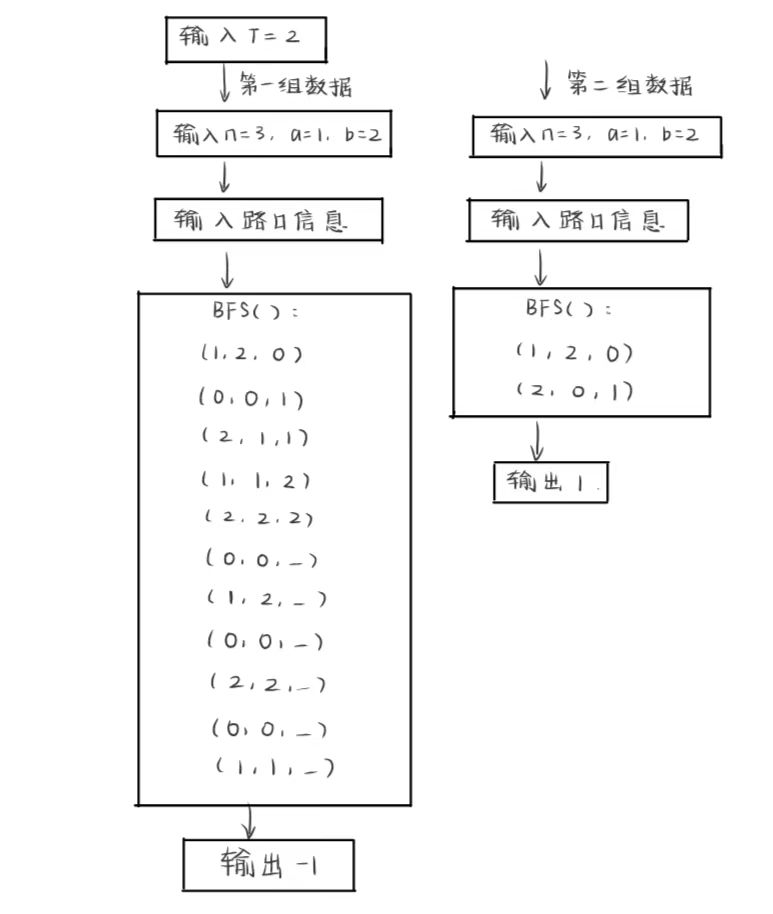 输入T=2
第一组数据
输入n=3, a=1, b=2
输入路口信息
BFS():
(1, 2, 0)
(0, 0, 1)
(2, 1, 1)
(1, 1, 2)
(2, 2, 2)
(0, 0, _)
(1, 2, _)
(0, 0, _)
(2, 2, _)
(0, 0, _)
(1, 1, _)
输出-1
第二组数据
输入n=3, a=1, b=2
输入路口信息
BFS():
(1, 2, 0)
(2, 0, 1)
输出1.